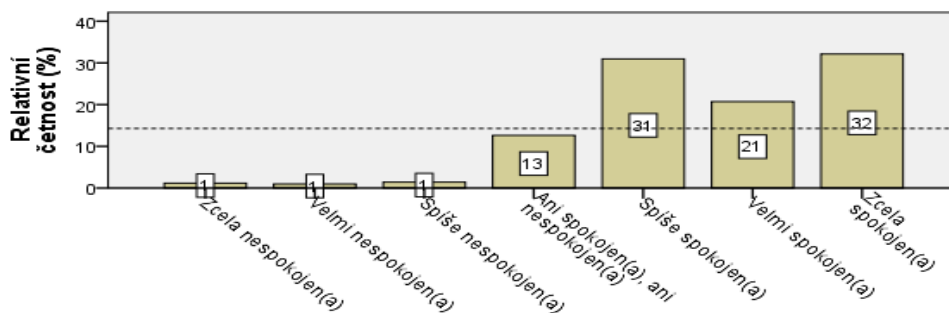 Relativní
četnost (%)
40
30
20
10
0
1
1
1
13
31
21
32
Zcela nespokojen(a)
Velmi nespokojen(a)
Spíše nespokojen(a)
Ani spokojen(a), ani
nespokojen(a)
Spíše spokojen(a)
Velmi spokojen(a)
Zcela
spokojen(a)